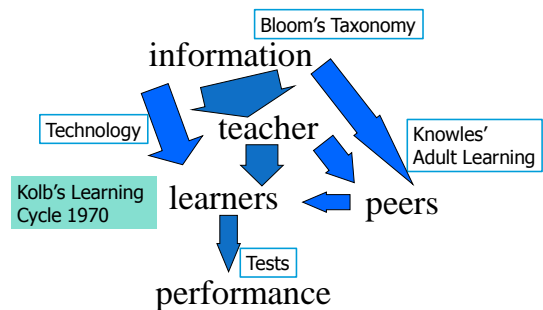 Bloom’s Taxonomy
information
Technology
teacher
Knowles’
Adult Learning
Kolb’s Learning
Cycle 1970
learners
peers
Tests
performance